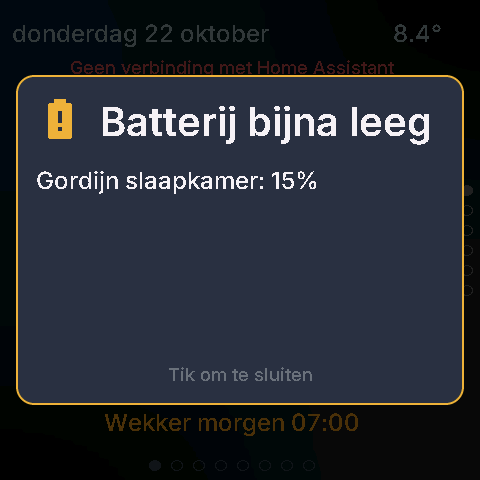 donderdag 22 oktober 8.4°
Geen verbinding met Home Assistant
Batterij bijna leeg
Gordijn slaapkamer: 15%
Tik om te sluiten
Wekker morgen 07:00